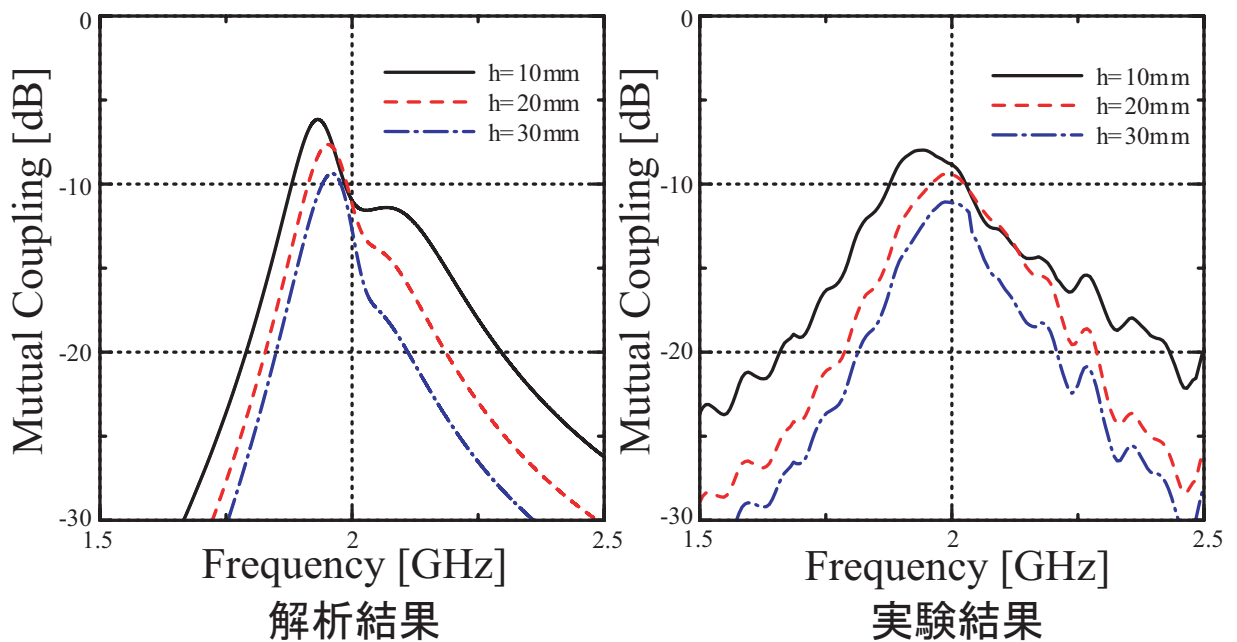 Mutual Coupling [dB]
0
-10
-20
-30
h=10mm
h=20mm
h=30mm
1.5
2
2.5
Frequency [GHz]
解析結果
Mutual Coupling [dB]
0
-10
-20
-30
h=10mm
h=20mm
h=30mm
1.5
2
2.5
Frequency [GHz]
実験結果